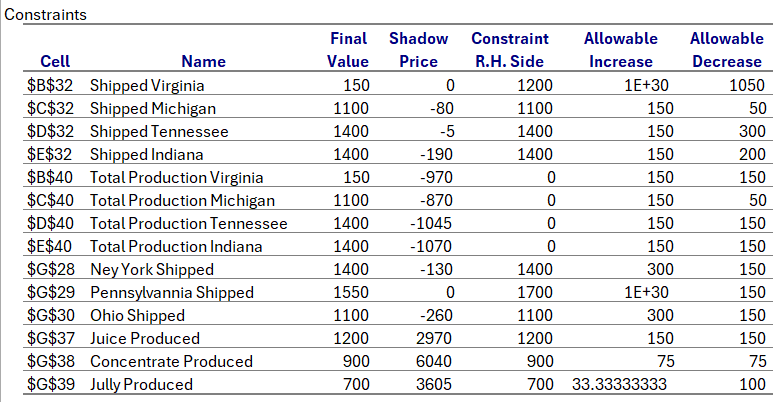 Constraints
Final Shadow Constraint Allowable Allowable
Cell Name Value Price R.H. Side Increase Decrease
$B$32 Shipped Virginia 150 0 1200 1E+30 1050
$C$32 Shipped Michigan 1100 -80 1100 150 50
$D$32 Shipped Tennessee 1400 -5 1400 150 300
$E$32 Shipped Indiana 1400 -190 1400 150 200
$B$40 Total Production Virginia 150 -970 0 150 150
$C$40 Total Production Michigan 1100 -870 0 150 50
$D$40 Total Production Tennessee 1400 -1045 0 150 150
$E$40 Total Production Indiana 1400 -1070 0 150 150
$G$28 Ney York Shipped 1400 -130 1400 300 150
$G$29 Pennsylvannia Shipped 1550 0 1700 1E+30 150
$G$30 Ohio Shipped 1100 -260 1100 300 150
$G$37 Juice Produced 1200 2970 1200 150 150
$G$38 Concentrate Produced 900 6040 900 75 75
$G$39 Jully Produced 700 3605 700 33.33333333 100